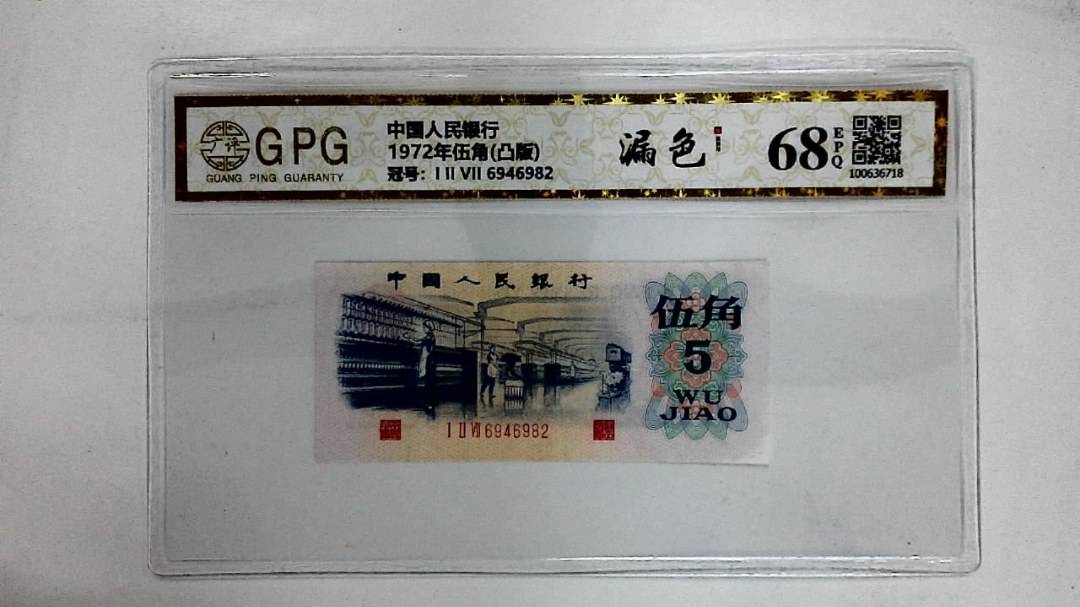 GPG
GUANG PING GUARANTY
中国人民银行
1972年伍角(凸版)
冠号：I II VII 6946982
漏色
68
EPQ
100636718
中國人民銀行
伍角
5
WU
JIAO
I II VII 6946982